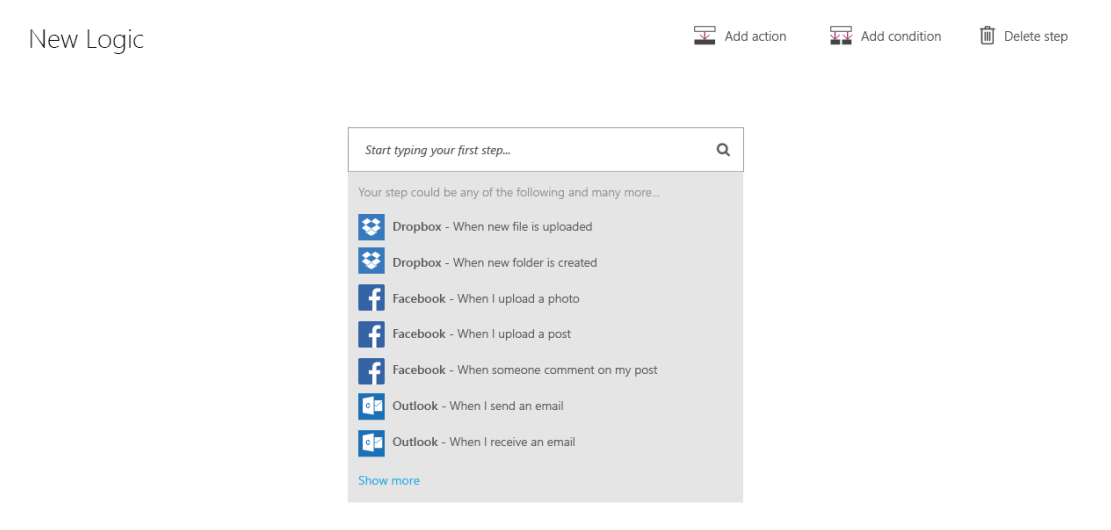 New Logic
Add action
Add condition
Delete step
Start typing your first step...
Your step could be any of the following and many more...
Dropbox - When new file is uploaded
Dropbox - When new folder is created
Facebook - When I upload a photo
Facebook - When I upload a post
Facebook - When someone comment on my post
Outlook - When I send an email
Outlook - When I receive an email
Show more